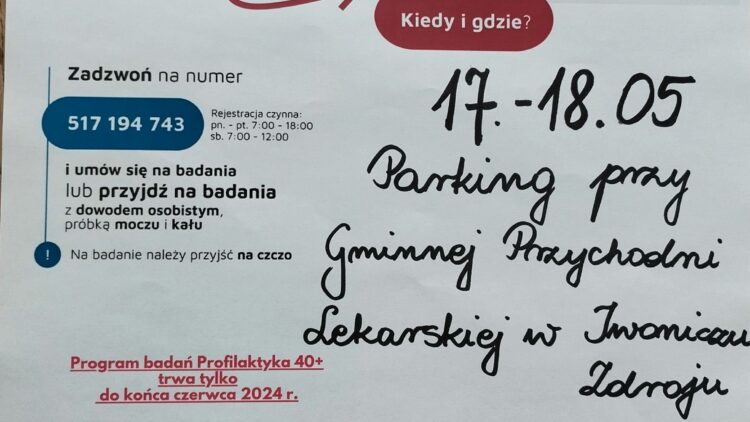 Kiedy i gdzie?
Zadzwoń na numer
517 194 743
Rejestracja czynna:
pn. - pt. 7:00 - 18:00
sb. 7:00 - 12:00
i umów się na badania
lub przyjdź na badania
z dowodem osobistym,
próbką moczu i kału
! Na badanie należy przyjść na czczo
Program badań Profilaktyka 40+
trwa tylko
do końca czerwca 2024 r.
17.-18.05
Parking przy
Gminnej Przychodni
Lekarskiej w Iwoniczu
Zdroju